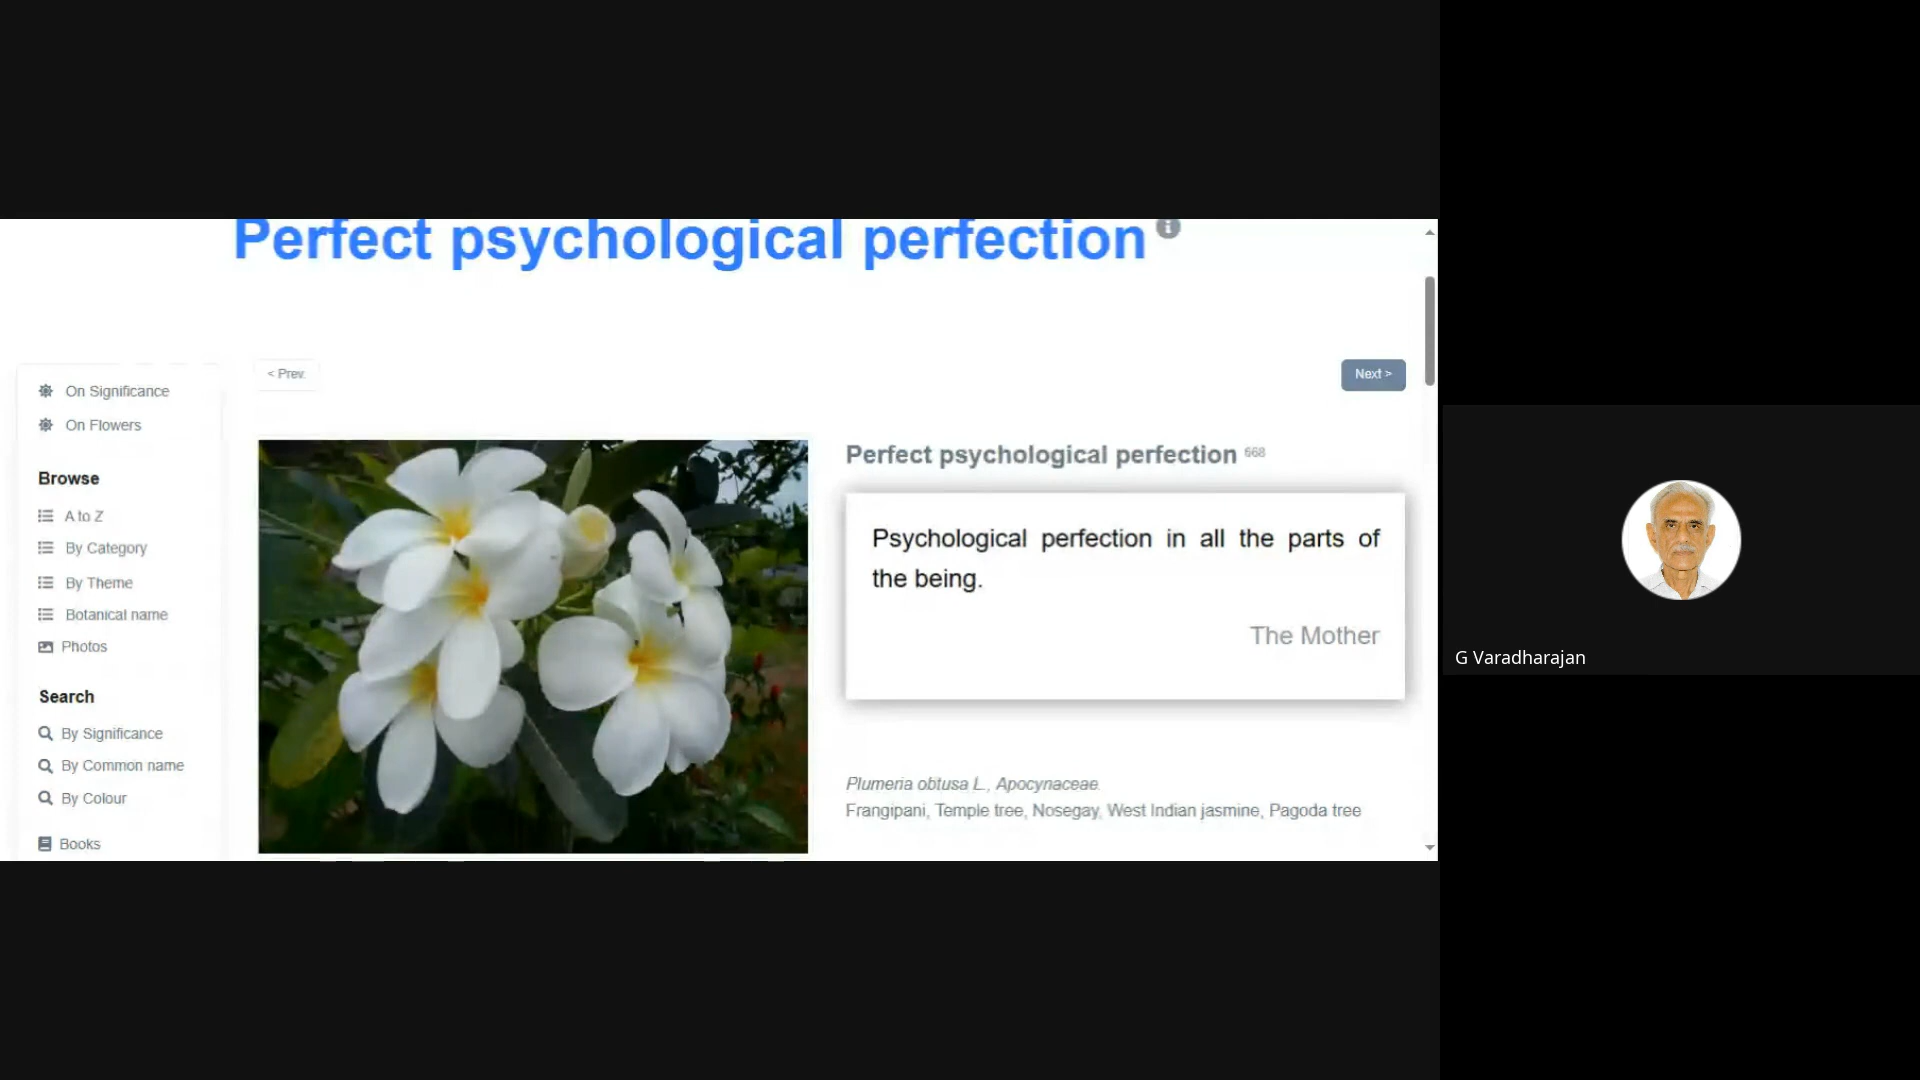 Perfect psychological perfection
< Prev.
Next >
On Significance
On Flowers
Browse
A to Z
By Category
By Theme
Botanical name
Photos
Search
By Significance
By Common name
By Colour
Books
Perfect psychological perfection 668
Psychological perfection in all the parts of
the being.
The Mother
Plumeria obtusa L., Apocynaceae.
Frangipani, Temple tree, Nosegay, West Indian jasmine, Pagoda tree
G Varadharajan